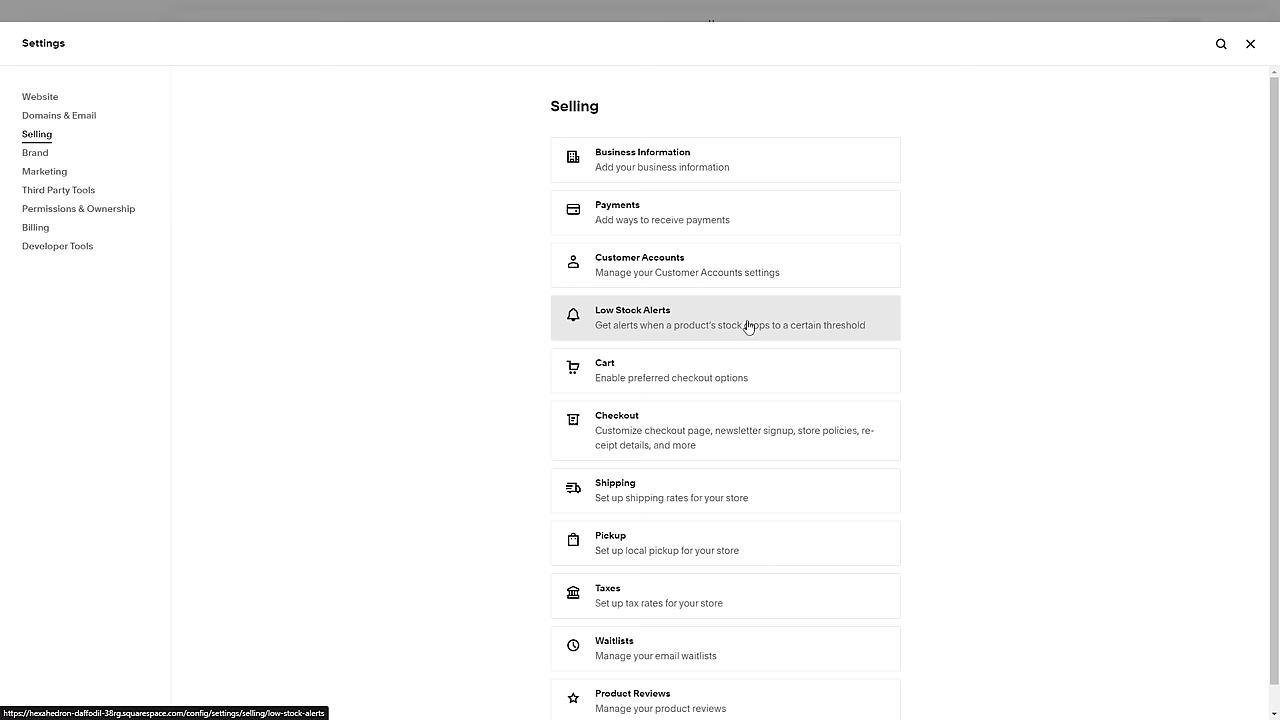 Settings
Website
Domains & Email
Selling
Brand
Marketing
Third Party Tools
Permissions & Ownership
Billing
Developer Tools
Selling
Business Information
Add your business information
Payments
Add ways to receive payments
Customer Accounts
Manage your Customer Accounts settings
Low Stock Alerts
Get alerts when a product's stock to a certain threshold
Cart
Enable preferred checkout options
Checkout
Customize checkout page, newsletter signup, store policies, re-
ceipt details, and more
Shipping
Set up shipping rates for your store
Pickup
Set up local pickup for your store
Taxes
Set up tax rates for your store
Waitlists
Manage your email waitlists
Product Reviews
Manage your product reviews
https://hexahedron-daffodil-38rg.squarespace.com/config/settings/selling/low-stock-alerts